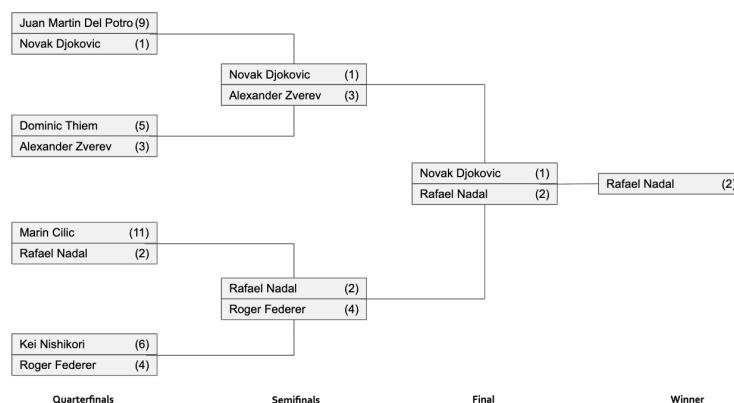 Juan Martin Del Potro (9)
Novak Djokovic (1)
Dominic Thiem (5)
Alexander Zverev (3)
Marin Cilic (11)
Rafael Nadal (2)
Kei Nishikori (6)
Roger Federer (4)
Novak Djokovic (1)
Alexander Zverev (3)
Rafael Nadal (2)
Roger Federer (4)
Novak Djokovic (1)
Rafael Nadal (2)
Rafael Nadal (2)
Quarterfinals Semifinals Final Winner